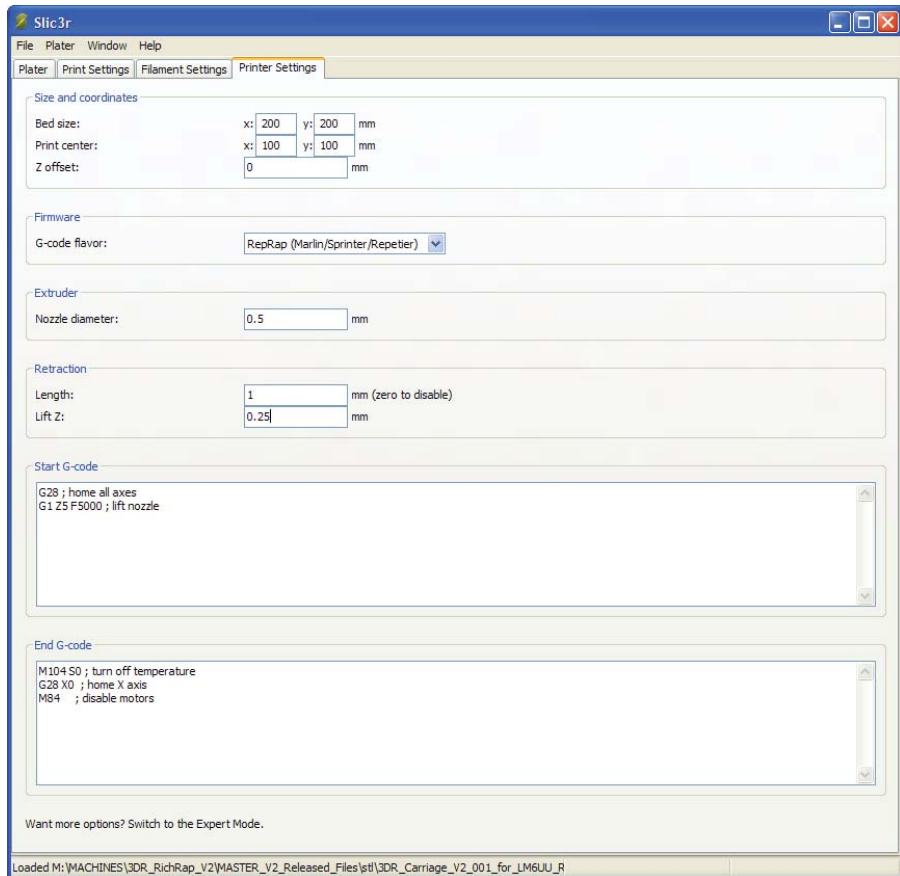 Slic3r
File Plater Window Help
Plater Print Settings Filament Settings Printer Settings
Size and coordinates
Bed size: x: 200 y: 200 mm
Print center: x: 100 y: 100 mm
Z offset: 0 mm
Firmware
G-code flavor: RepRap (Marlin/Sprinter/Repetier)
Extruder
Nozzle diameter: 0.5 mm
Retraction
Length: 1 mm (zero to disable)
Lift Z: 0.25 mm
Start G-code
G28 ; home all axes
G1 Z5 F5000 ; lift nozzle
End G-code
M104 S0 ; turn off temperature
G28 X0 ; home X axis
M84 ; disable motors
Want more options? Switch to the Expert Mode.
Loaded M:\MACHINES\3DR_RichRap_V2\MASTER_V2_Released_Files\stl\3DR_Carriage_V2_001_for_LM6UU_R